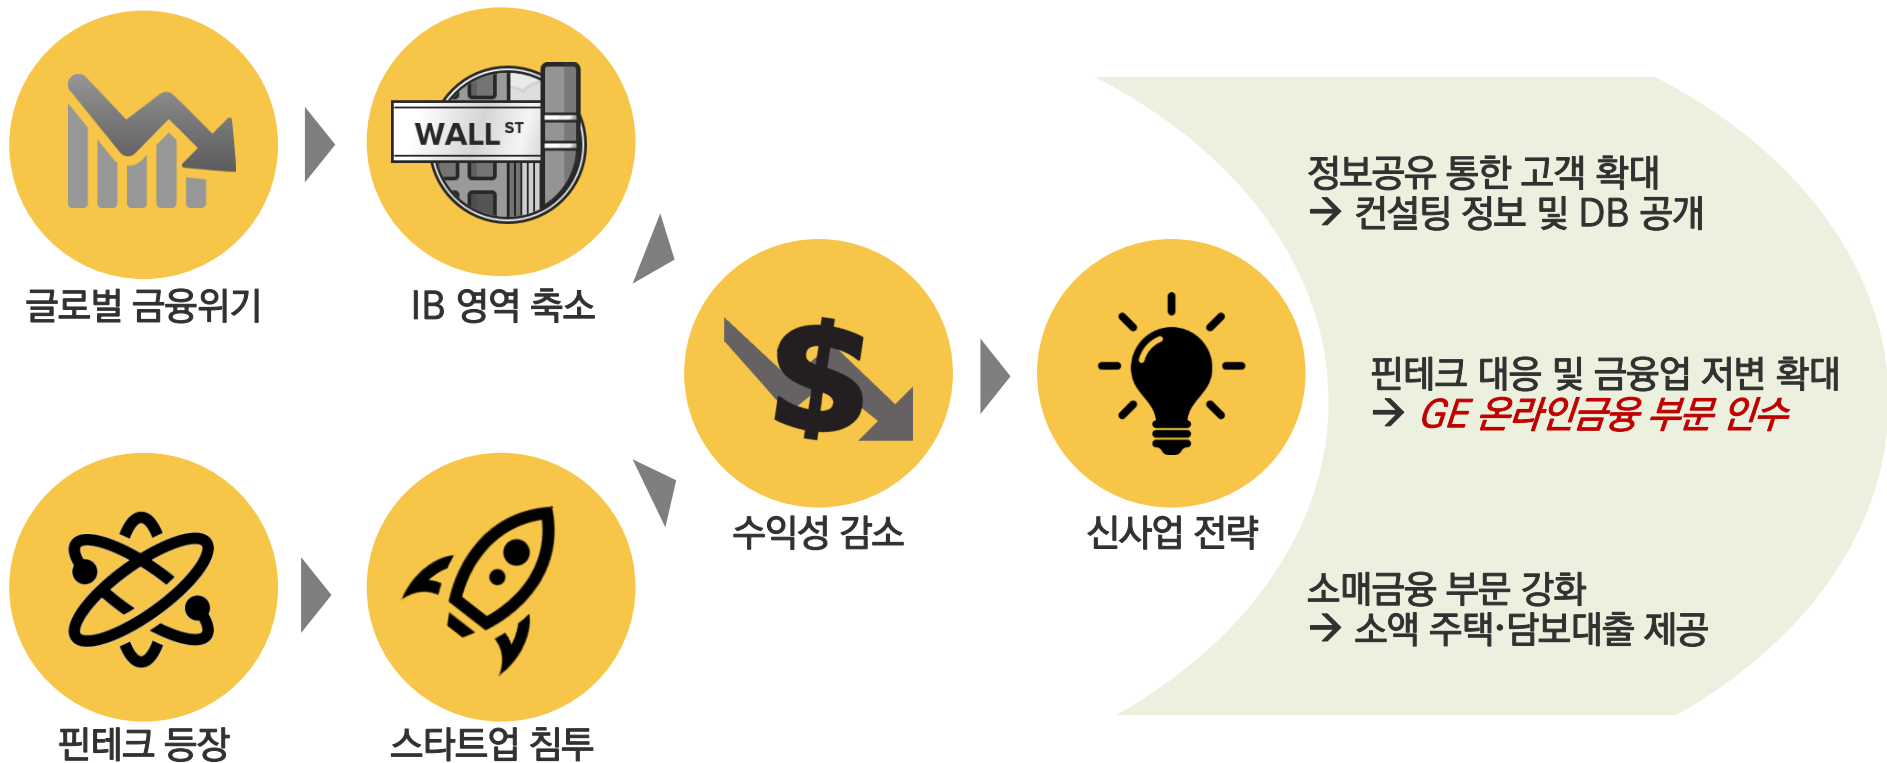 WALL ST
글로벌 금융위기
IB 영역 축소
핀테크 등장
스타트업 침투
수익성 감소
신사업 전략
정보공유 통한 고객 확대
→ 컨설팅 정보 및 DB 공개
핀테크 대응 및 금융업 저변 확대
→ GE 온라인금융 부문 인수
소매금융 부문 강화
→ 소액 주택·담보대출 제공